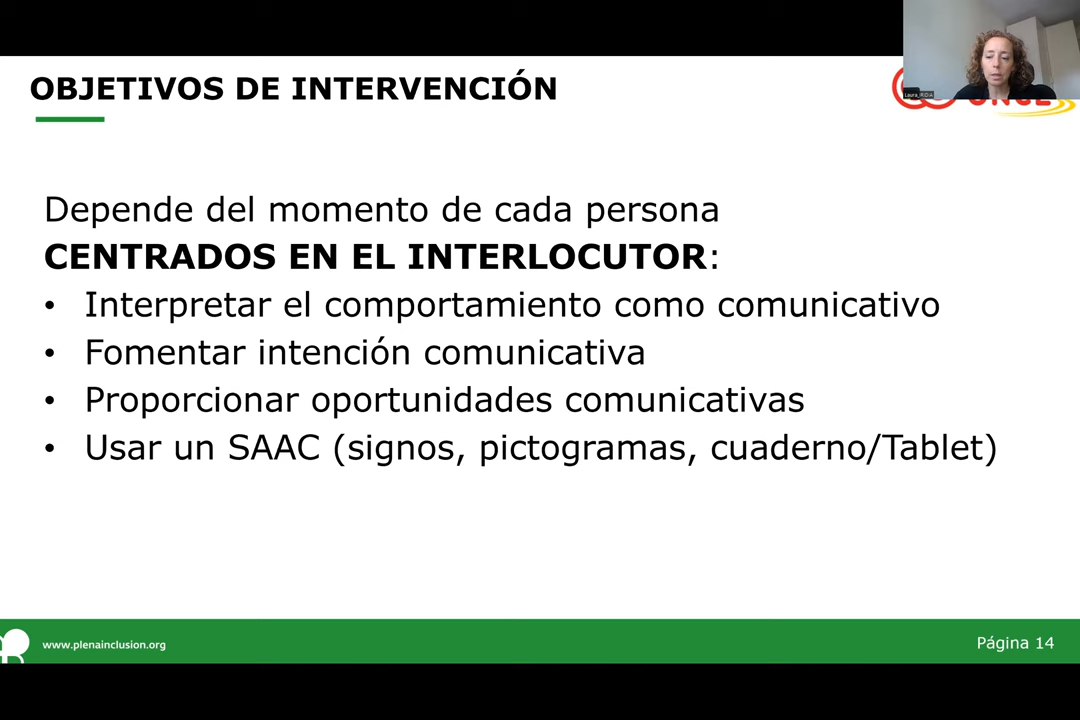 OBJETIVOS DE INTERVENCIÓN
Depende del momento de cada persona
CENTRADOS EN EL INTERLOCUTOR:
• Interpretar el comportamiento como comunicativo
• Fomentar intención comunicativa
• Proporcionar oportunidades comunicativas
• Usar un SAAC (signos, pictogramas, cuaderno/Tablet)
www.plenainclusion.org
Página 14